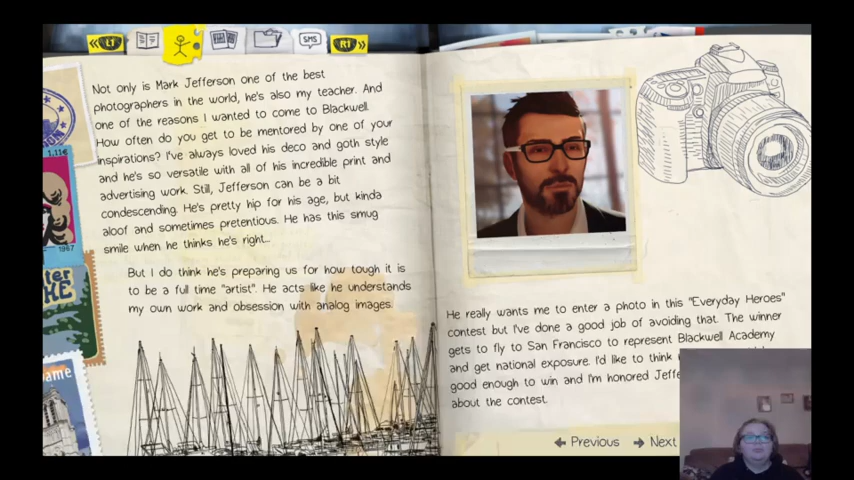 L1
SMS
R1
Not only is Mark Jefferson one of the best
photographers in the world, he's also my teacher. And
one of the reasons I wanted to come to Blackwell.
How often do you get to be mentored by one of your
inspirations? I've always loved his deco and goth style
and he's so versatile with all of his incredible print and
advertising work. Still, Jefferson can be a bit
condescending. He's pretty hip for his age, but kinda
aloof and sometimes pretentious. He has this smug
smile when he thinks he's right...
But I do think he's preparing us for how tough it is
to be a full time "artist". He acts like he understands
my own work and obsession with analog images.
1,11€
1967
He really wants me to enter a photo in this "Everyday Heroes"
contest but I've done a good job of avoiding that. The winner
gets to fly to San Francisco to represent Blackwell Academy
and get national exposure. I'd like to think
good enough to win and I'm honored Jeff
about the contest.
Previous
Next